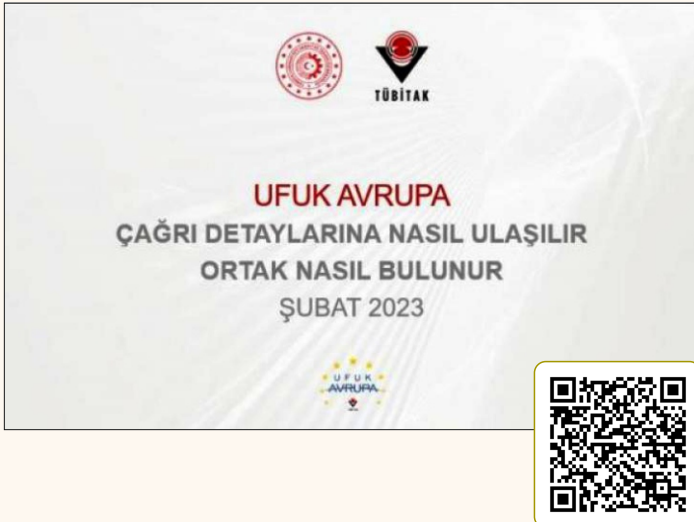 TÜBİTAK
UFUK AVRUPA
ÇAĞRI DETAYLARINA NASIL ULAŞILIR
ORTAK NASIL BULUNUR
ŞUBAT 2023
UFUK
AVRUPA